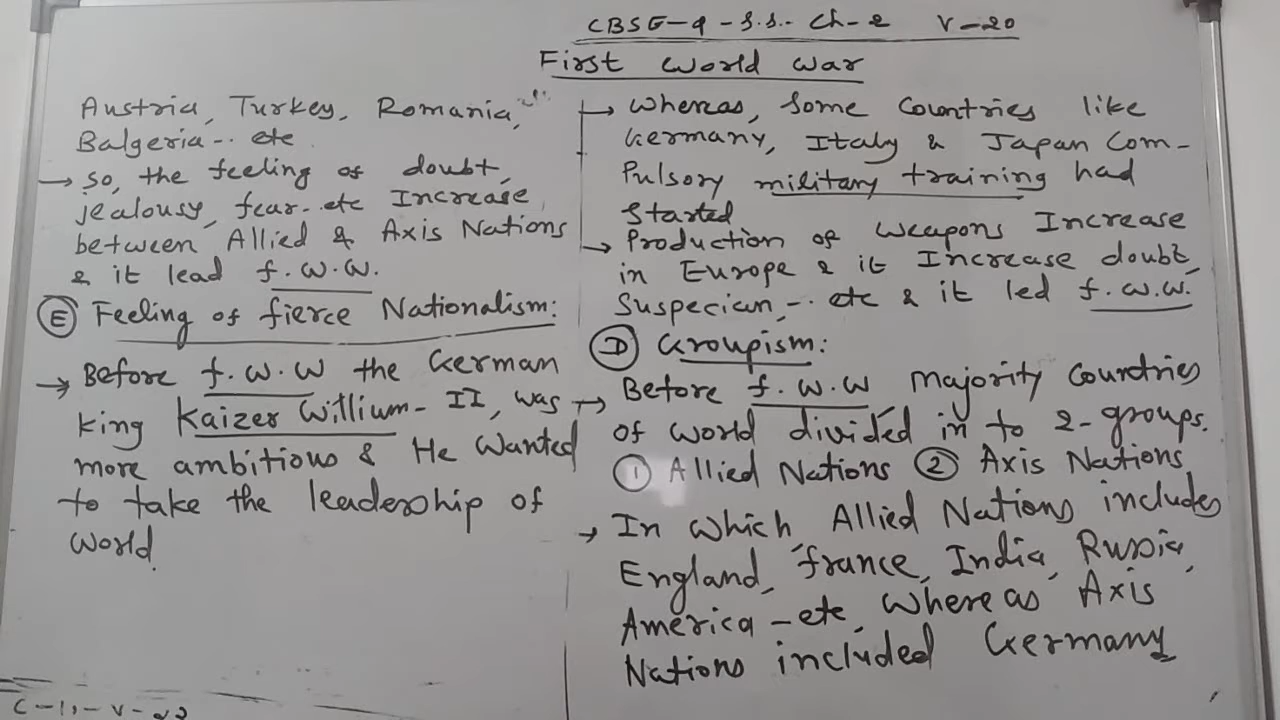 CBSE-9-S.S.- Ch-2 V-20
First World War
→ Whereas, Some Countries like
Germany, Italy & Japan Com-
Pulsory military training had
Started
→ Production of Weapons Increase
in Europe & it Increase doubt,
Suspecian, -.. etc & it led f.w.w.
(D) Groupism:
→ Before f.w.w majority Countries
of world divided in to 2-groups.
① Allied Nations ② Axis Nations
→ In which, Allied Nations includes
England, france, India, Russia,
America - etc, Whereas Axis
Nations included Germany
Austria, Turkey, Romania,
Balgeria-.. etc
→ So, the feeling of doubt,
jealousy, fear.. etc Increase
between Allied & Axis Nations
& it lead f.w.w.
(E) Feeling of fierce Nationalism:
→ Before f.w.w the German
king Kaizer Willium-II, was
more ambitious & He Wanted
to take the leadership of
World.